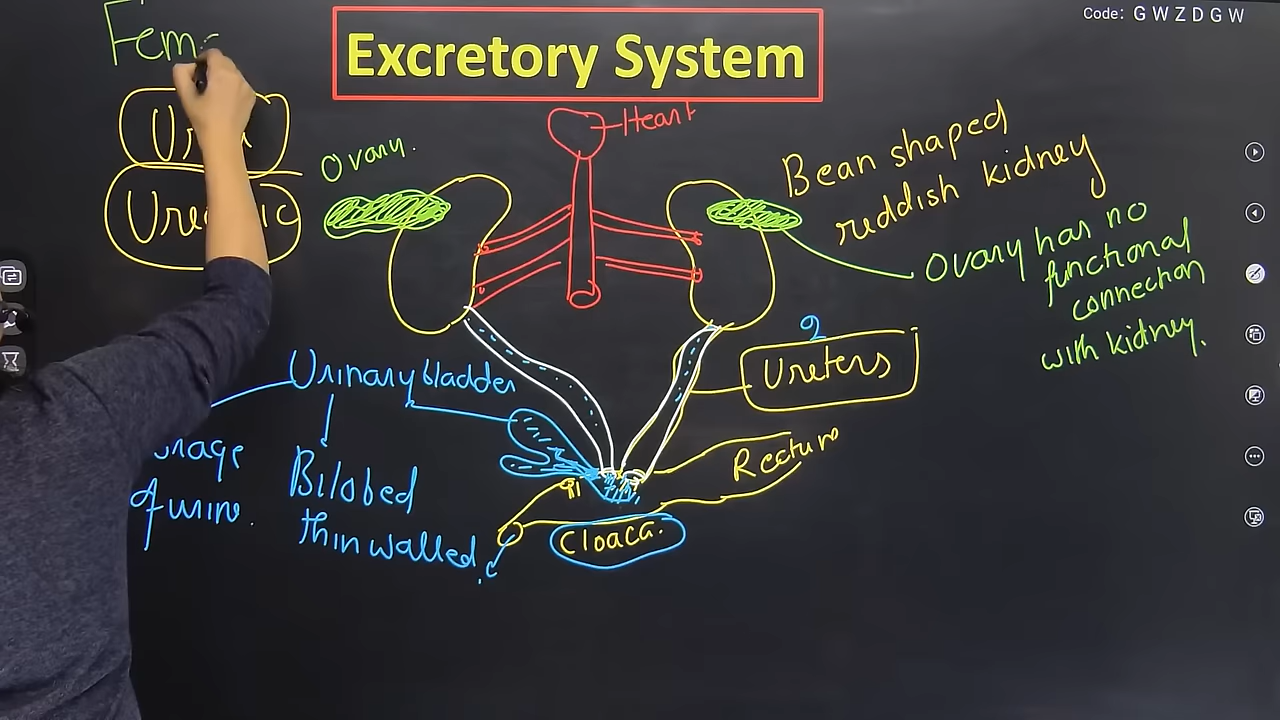 Code: G W Z D G W
Excretory System
Heart
Ovary.
Bean shaped
reddish kidney
Ovary has no
functional
connection
with kidney.
2
Ureters
Urinary bladder
of urine.
Bilobed
thin walled.
Rectum
Cloaca.